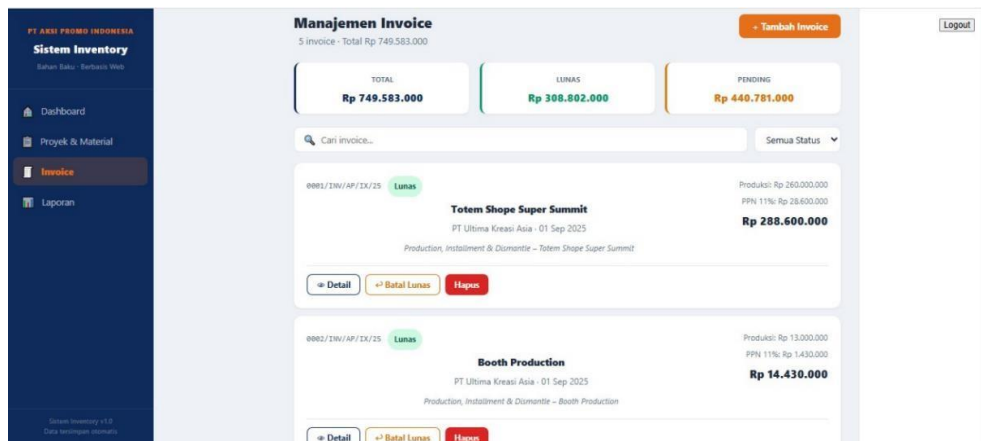 PT AKSI PROMO INDONESIA
Sistem Inventory
Bahan Baku · Berbasis Web
Dashboard
Proyek & Material
Invoice
Laporan
Sistem Inventory v1.0
Data tersimpan otomatis
Manajemen Invoice
5 invoice · Total Rp 749.583.000
+ Tambah Invoice
Logout
TOTAL
Rp 749.583.000
LUNAS
Rp 308.802.000
PENDING
Rp 440.781.000
Cari invoice...
Semua Status
0001/INV/AP/IX/25 Lunas
Totem Shope Super Summit
PT Ultima Kreasi Asia · 01 Sep 2025
Production, Installment & Dismantle – Totem Shope Super Summit
Produksi: Rp 260.000.000
PPN 11%: Rp 28.600.000
Rp 288.600.000
Detail
Batal Lunas
Hapus
0002/INV/AP/IX/25 Lunas
Booth Production
PT Ultima Kreasi Asia · 01 Sep 2025
Production, Installment & Dismantle – Booth Production
Produksi: Rp 13.000.000
PPN 11%: Rp 1.430.000
Rp 14.430.000
Detail
Batal Lunas
Hapus